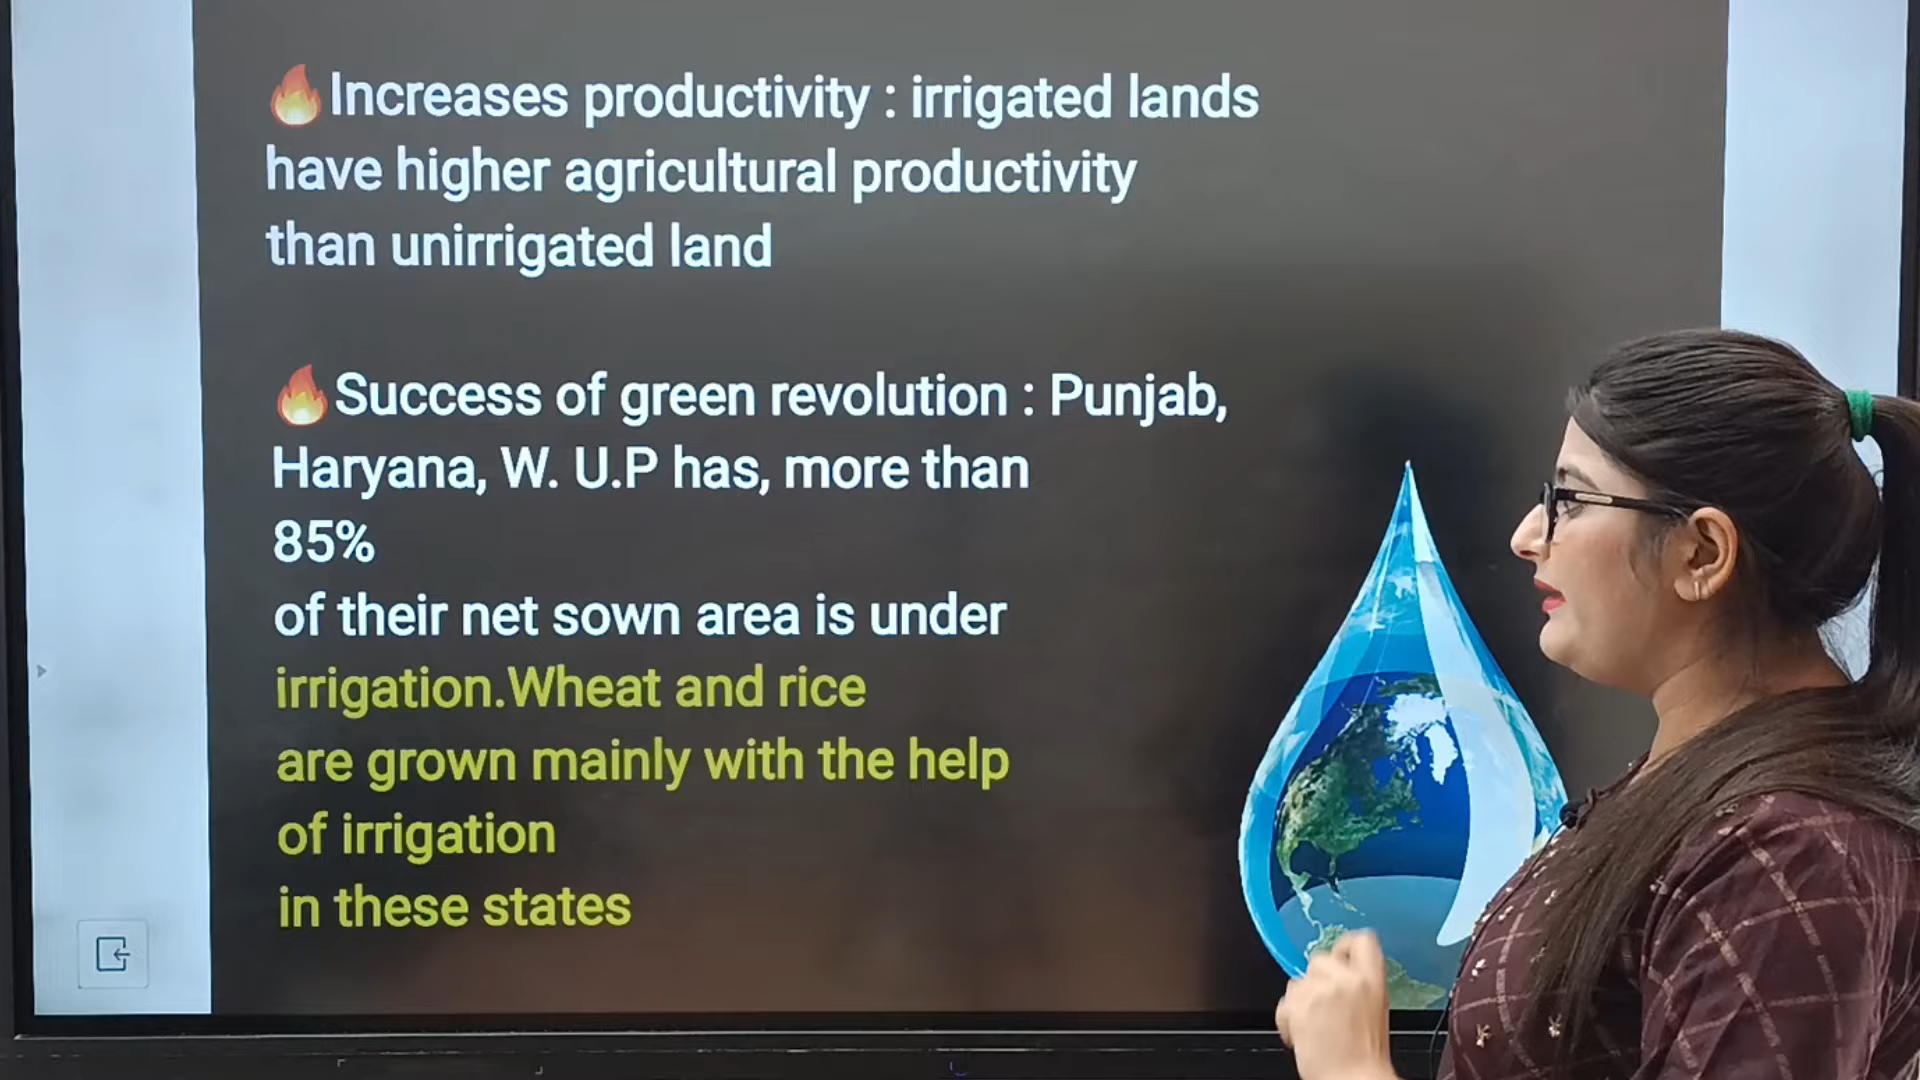 🔥Increases productivity : irrigated lands
have higher agricultural productivity
than unirrigated land
🔥Success of green revolution : Punjab,
Haryana, W. U.P has, more than
85%
of their net sown area is under
irrigation.Wheat and rice
are grown mainly with the help
of irrigation
in these states